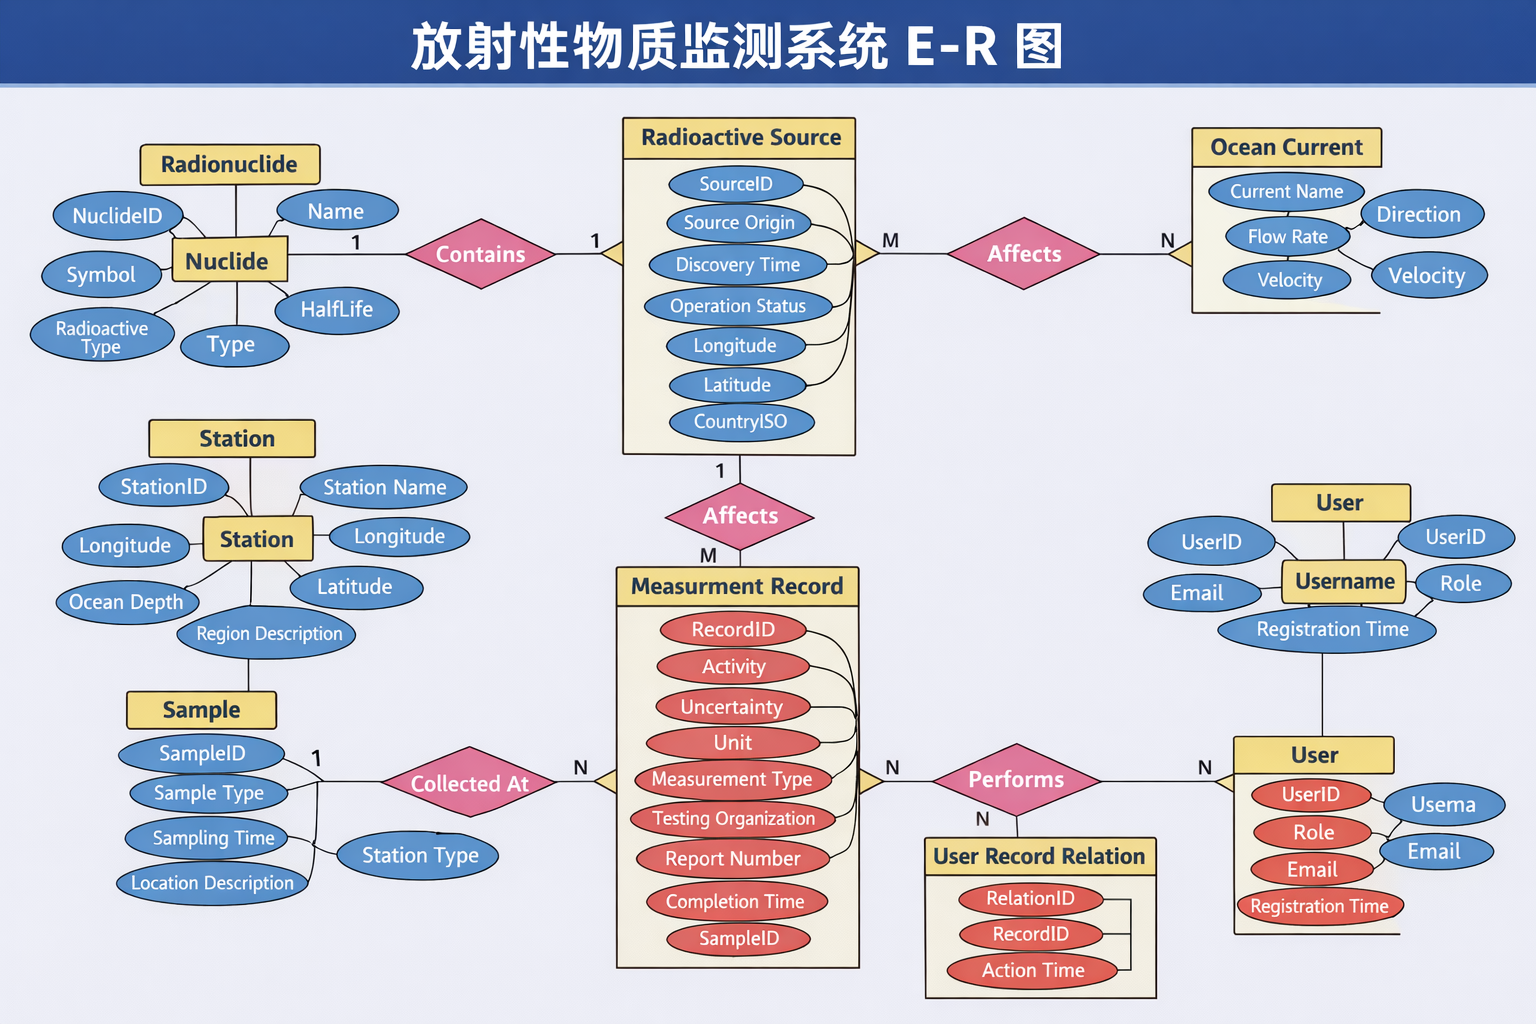 放射性物质监测系统 E-R 图
Radionuclide
NuclideID
Name
Nuclide
Symbol
HalfLife
Radioactive
Type
Type
1
Contains
1
Radioactive Source
SourceID
Source Origin
Discovery Time
Operation Status
Longitude
Latitude
CountryISO
M
Affects
N
Ocean Current
Current Name
Flow Rate
Velocity
Direction
Velocity
1
Affects
M
Station
StationID
Station Name
Station
Longitude
Longitude
Ocean Depth
Latitude
Region Description
Sample
SampleID
Sample Type
Sampling Time
Location Description
Station Type
1
Collected At
N
Measurment Record
RecordID
Activity
Uncertainty
Unit
Measurement Type
Testing Organization
Report Number
Completion Time
SampleID
N
Performs
N
N
User Record Relation
RelationID
RecordID
Action Time
User
UserID
UserID
Username
Email
Role
Registration Time
User
UserID
Role
Email
Registration Time
Usema
Email